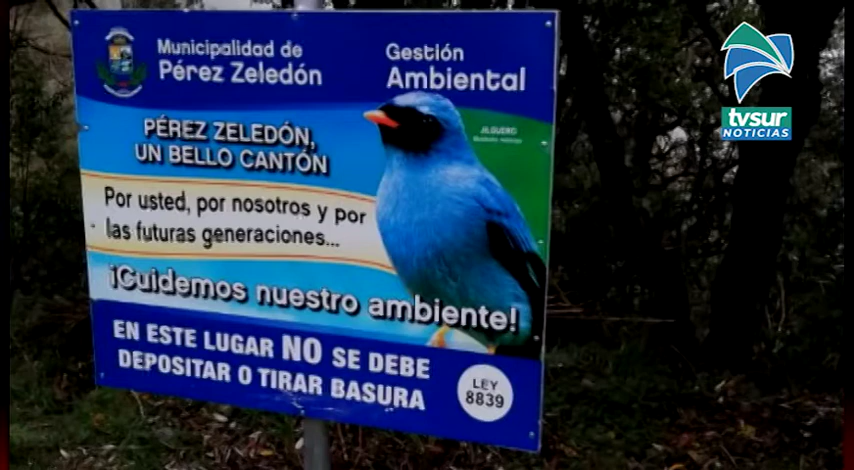 Municipalidad de
Pérez Zeledón
Gestión
Ambiental
tvsur
NOTICIAS
JILGUERO
PÉREZ ZELEDÓN,
UN BELLO CANTÓN
Por usted, por nosotros y por
las futuras generaciones...
¡Cuidemos nuestro ambiente!
EN ESTE LUGAR NO SE DEBE
DEPOSITAR O TIRAR BASURA
LEY
8839